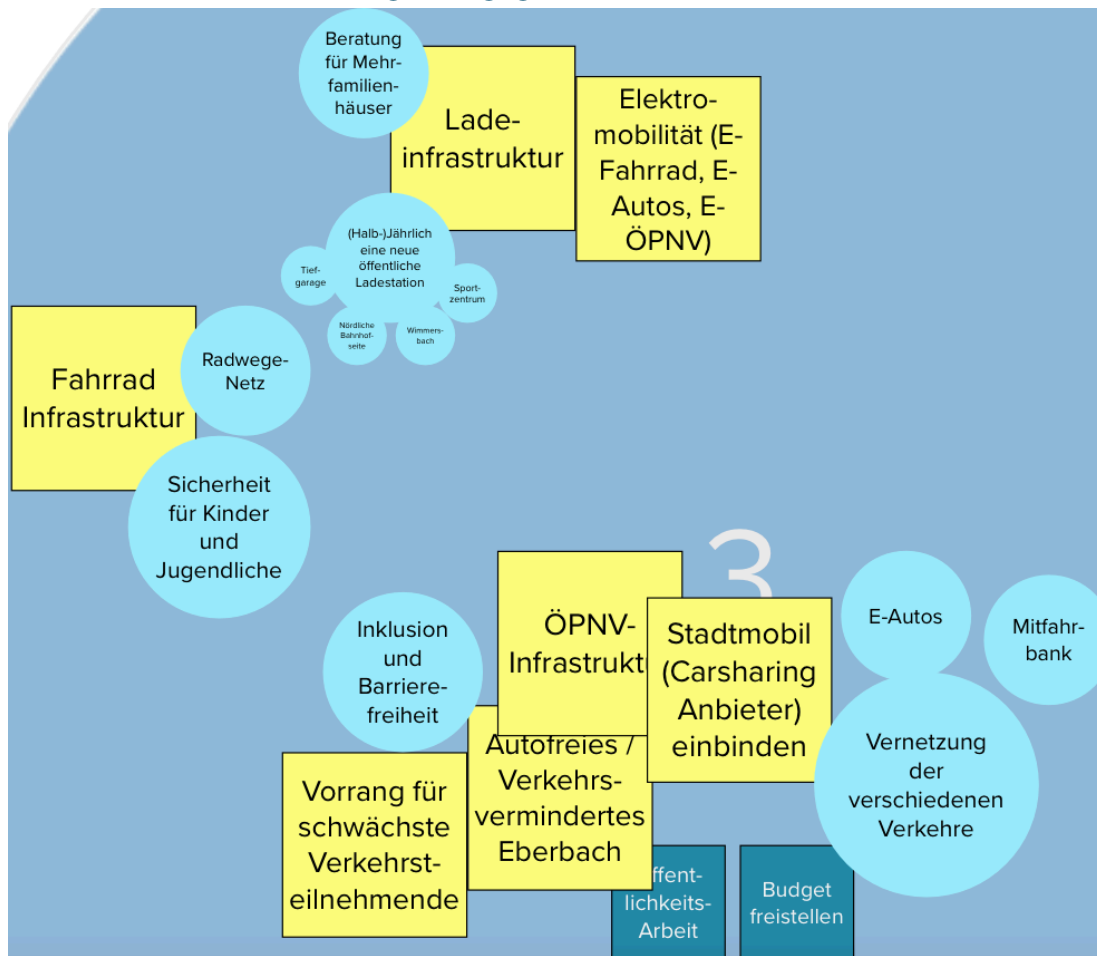 Beratung
für Mehr-
familien-
häuser
Lade-
infrastruktur
Elektro-
mobilität (E-
Fahrrad, E-
Autos, E-
ÖPNV)
(Halb-)Jährlich
eine neue
öffentliche
Ladestation
Tief-
garage
Sport-
zentrum
Nördliche
Bahnhof-
seite
Wimmers-
bach
Fahrrad
Infrastruktur
Radwege-
Netz
Sicherheit
für Kinder
und
Jugendliche
3
Inklusion
und
Barriere-
freiheit
ÖPNV-
Infrastruktu
Stadtmobil
(Carsharing
Anbieter)
einbinden
E-Autos
Mitfahr-
bank
Vernetzung
der
verschiedenen
Verkehre
Vorrang für
schwächste
Verkehrst-
eilnehmende
Autofreies /
Verkehrs-
vermindertes
Eberbach
ffent-
lichkeits-
Arbeit
Budget
freistellen